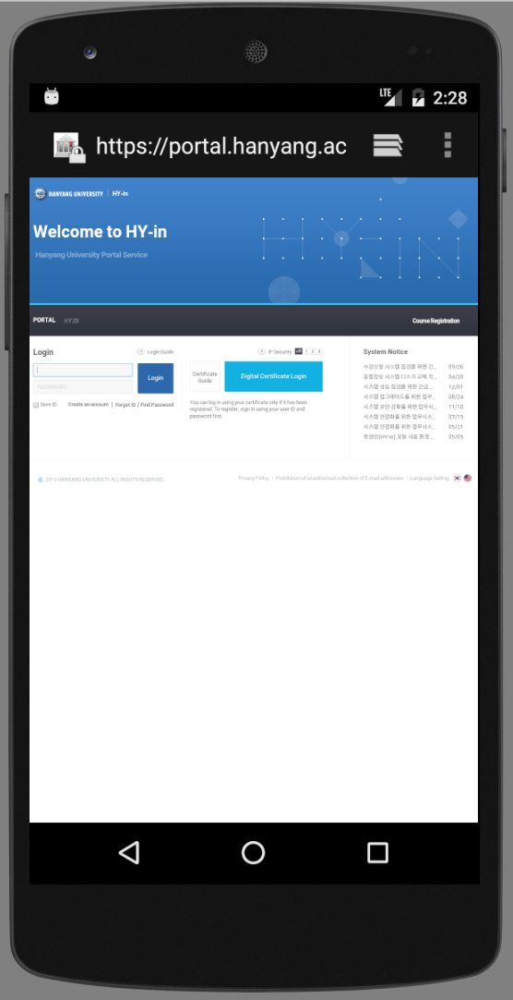 LTE 2:28
https://portal.hanyang.ac
HANYANG UNIVERSITY | HY-in
Welcome to HY-in
Hanyang University Portal Service
PORTAL HY2B Course Registration
Login
Login Guide
PASSWORD
Login
Save ID Create an account | Forgot ID / Find Password
IP Security off 1 2 3
Certificate Guide
Digital Certificate Login
You can log in using your certificate only if it has been
registered. To register, sign in using your user ID and
password first.
System Notice
수강신청 시스템 점검을 위한 긴... 09/26
종합정보 시스템 디스크 교체 작... 04/20
시스템 성능 점검을 위한 긴급 ... 12/01
시스템 업그레이드를 위한 업무... 08/24
시스템 보안 강화를 위한 업무시... 11/10
시스템 안정화를 위한 업무시스... 07/15
시스템 안정화를 위한 업무시스... 05/21
한양인(HY-in) 포탈 사용 환경 ... 05/05
© 2012 HANYANG UNIVERSITY ALL RIGHTS RESERVED.
Privacy Policy | Prohibition of unauthorized collection of E-mail addresses | Language Setting